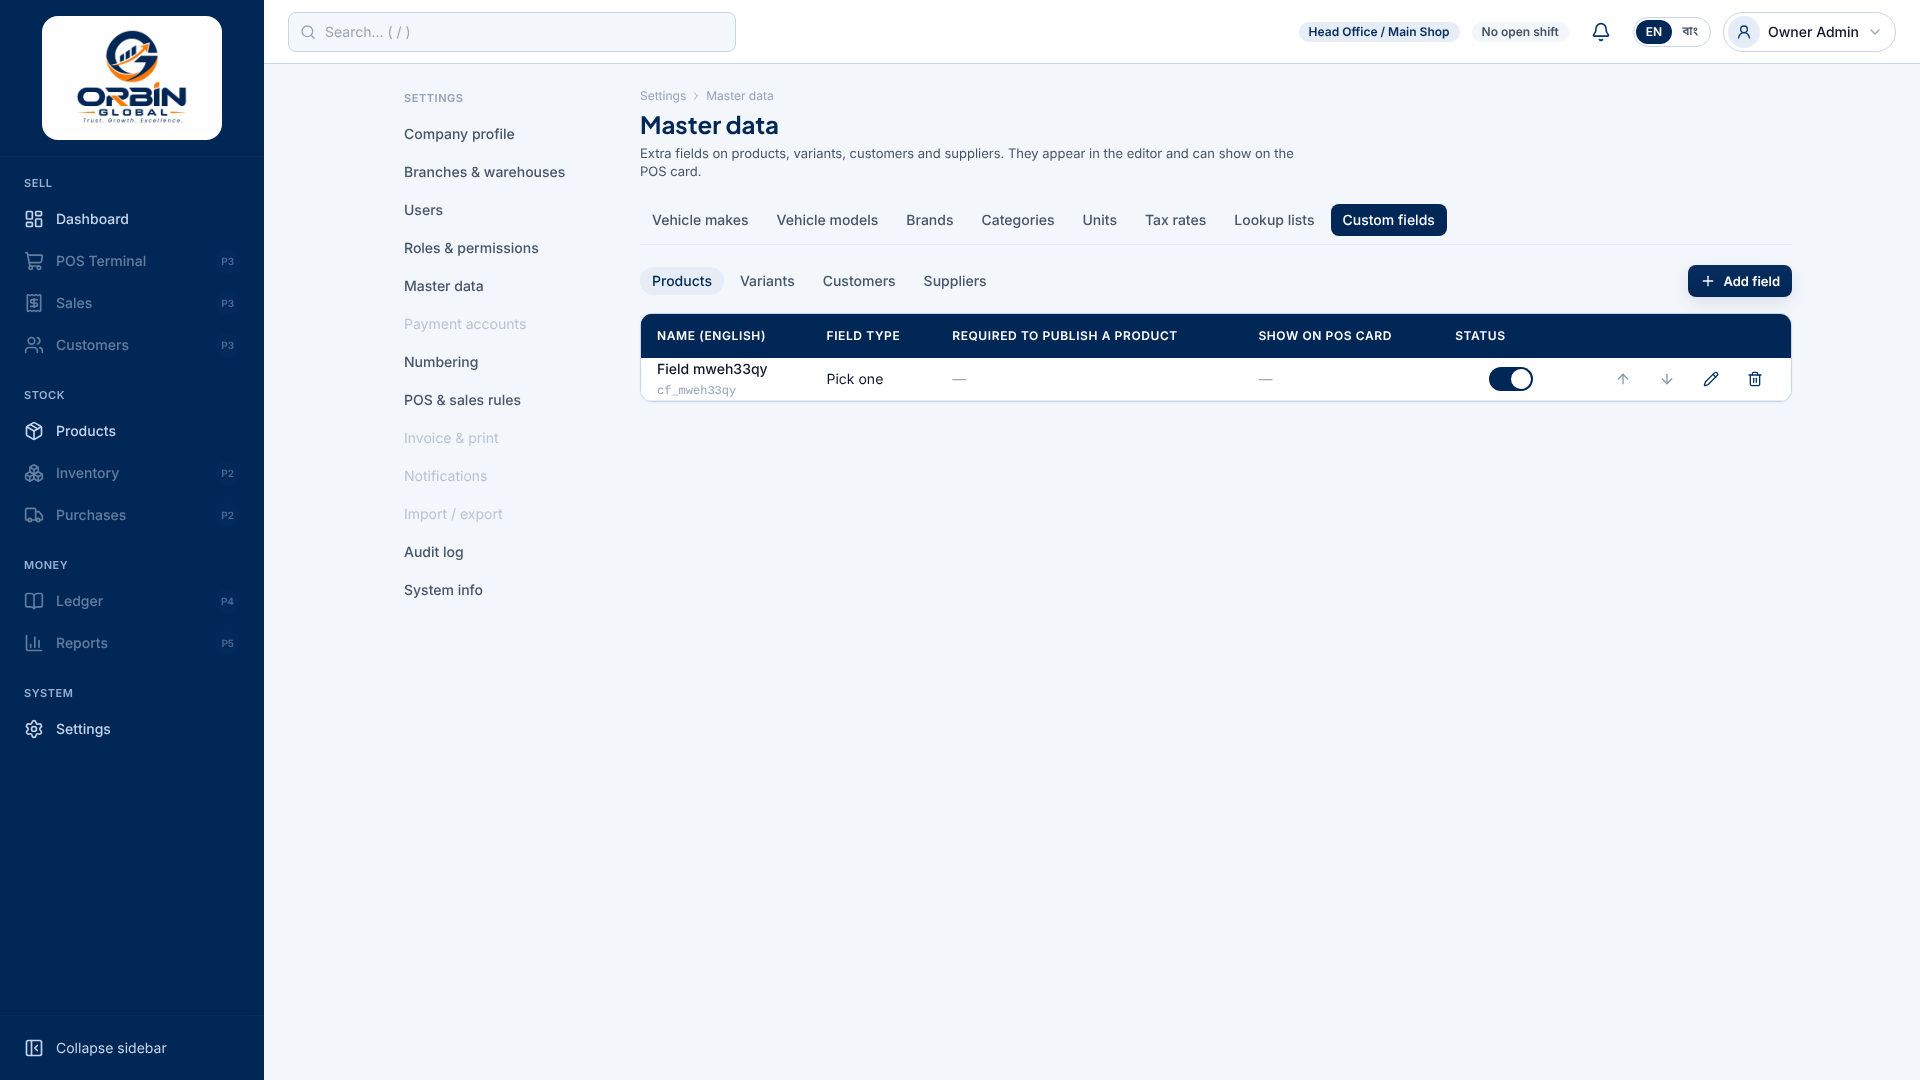 ORBIN
GLOBAL
Trust. Growth. Excellence.
SELL
Dashboard
POS Terminal P3
Sales P3
Customers P3
STOCK
Products
Inventory P2
Purchases P2
MONEY
Ledger P4
Reports P5
SYSTEM
Settings
Collapse sidebar
Search... ( / )
Head Office / Main Shop
No open shift
EN
বাং
Owner Admin
SETTINGS
Company profile
Branches & warehouses
Users
Roles & permissions
Master data
Payment accounts
Numbering
POS & sales rules
Invoice & print
Notifications
Import / export
Audit log
System info
Settings > Master data
Master data
Extra fields on products, variants, customers and suppliers. They appear in the editor and can show on the
POS card.
Vehicle makes Vehicle models Brands Categories Units Tax rates Lookup lists Custom fields
Products Variants Customers Suppliers
+ Add field
NAME (ENGLISH) FIELD TYPE REQUIRED TO PUBLISH A PRODUCT SHOW ON POS CARD STATUS
Field mweh33qy
cf_mweh33qy
Pick one — —